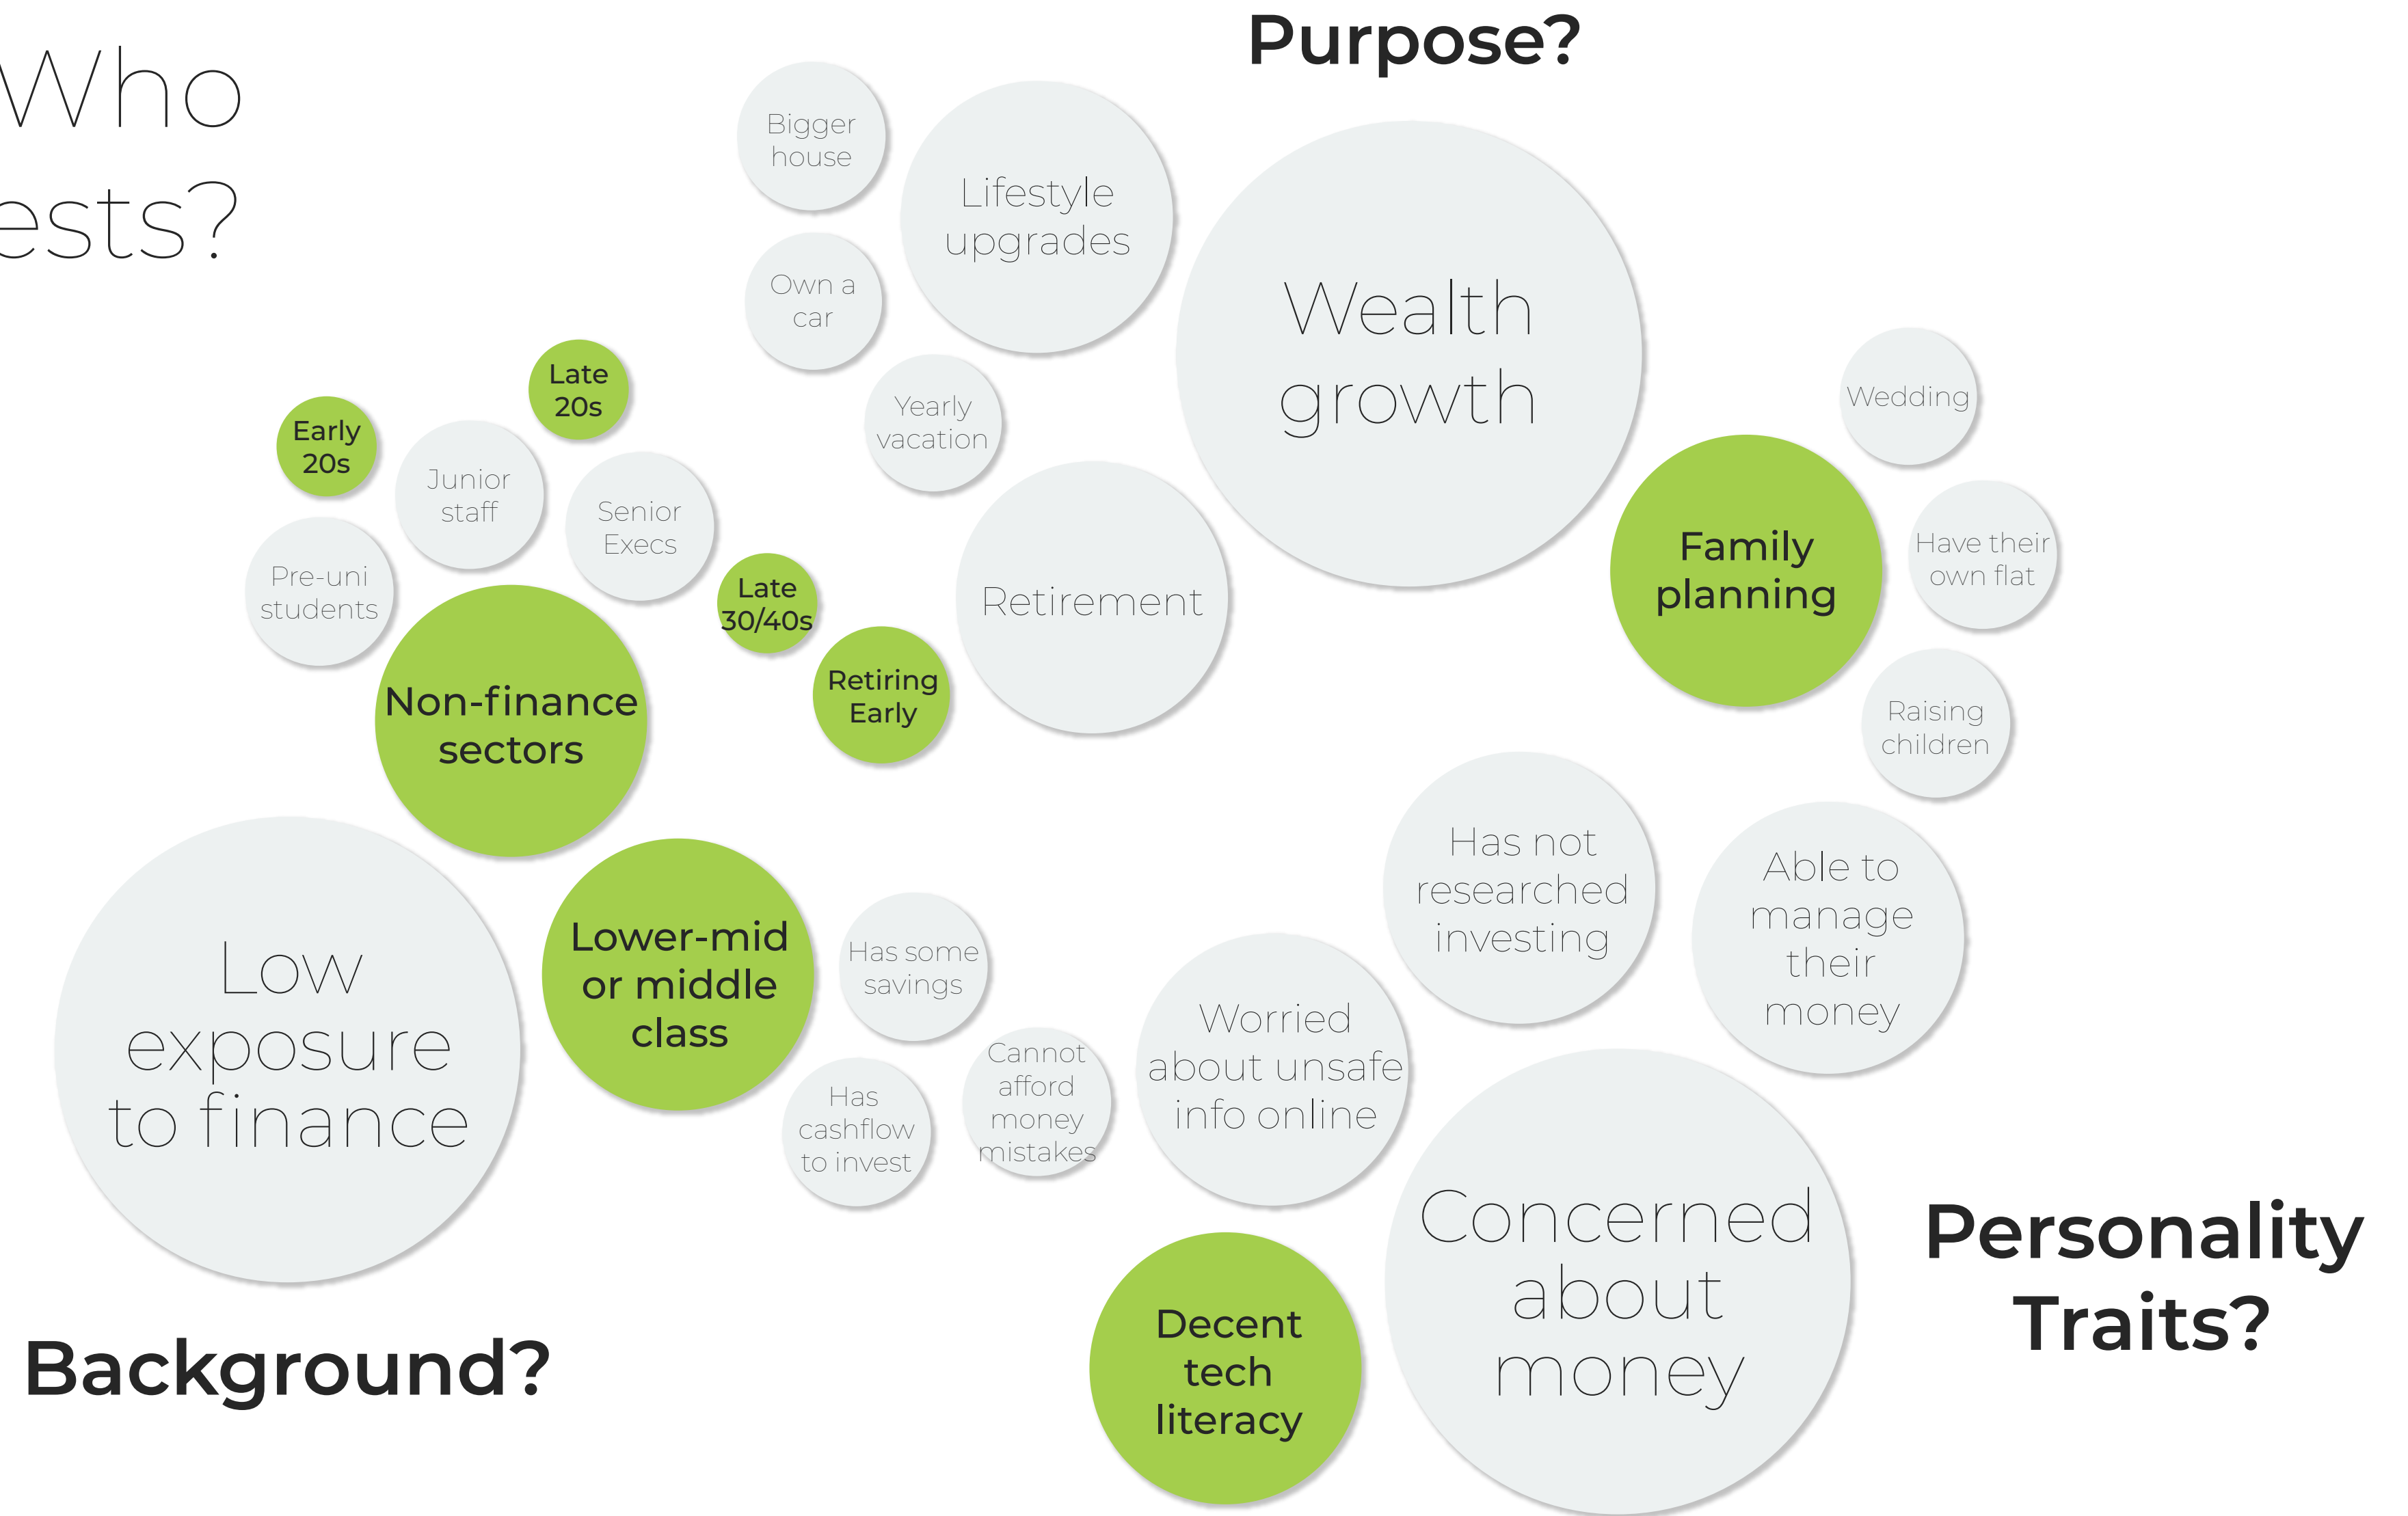 Who
ests?
Purpose?
Bigger
house
Lifestyle
upgrades
Own a
car
Yearly
vacation
Wealth
growth
Retirement
Retiring
Early
Family
planning
Wedding
Have their
own flat
Raising
children
Early
20s
Late
20s
Junior
staff
Senior
Execs
Pre-uni
students
Late
30/40s
Non-finance
sectors
Low
exposure
to finance
Lower-mid
or middle
class
Has some
savings
Has
cashflow
to invest
Cannot
afford
money
mistakes
Background?
Worried
about unsafe
info online
Has not
researched
investing
Able to
manage
their
money
Concerned
about
money
Decent
tech
literacy
Personality
Traits?